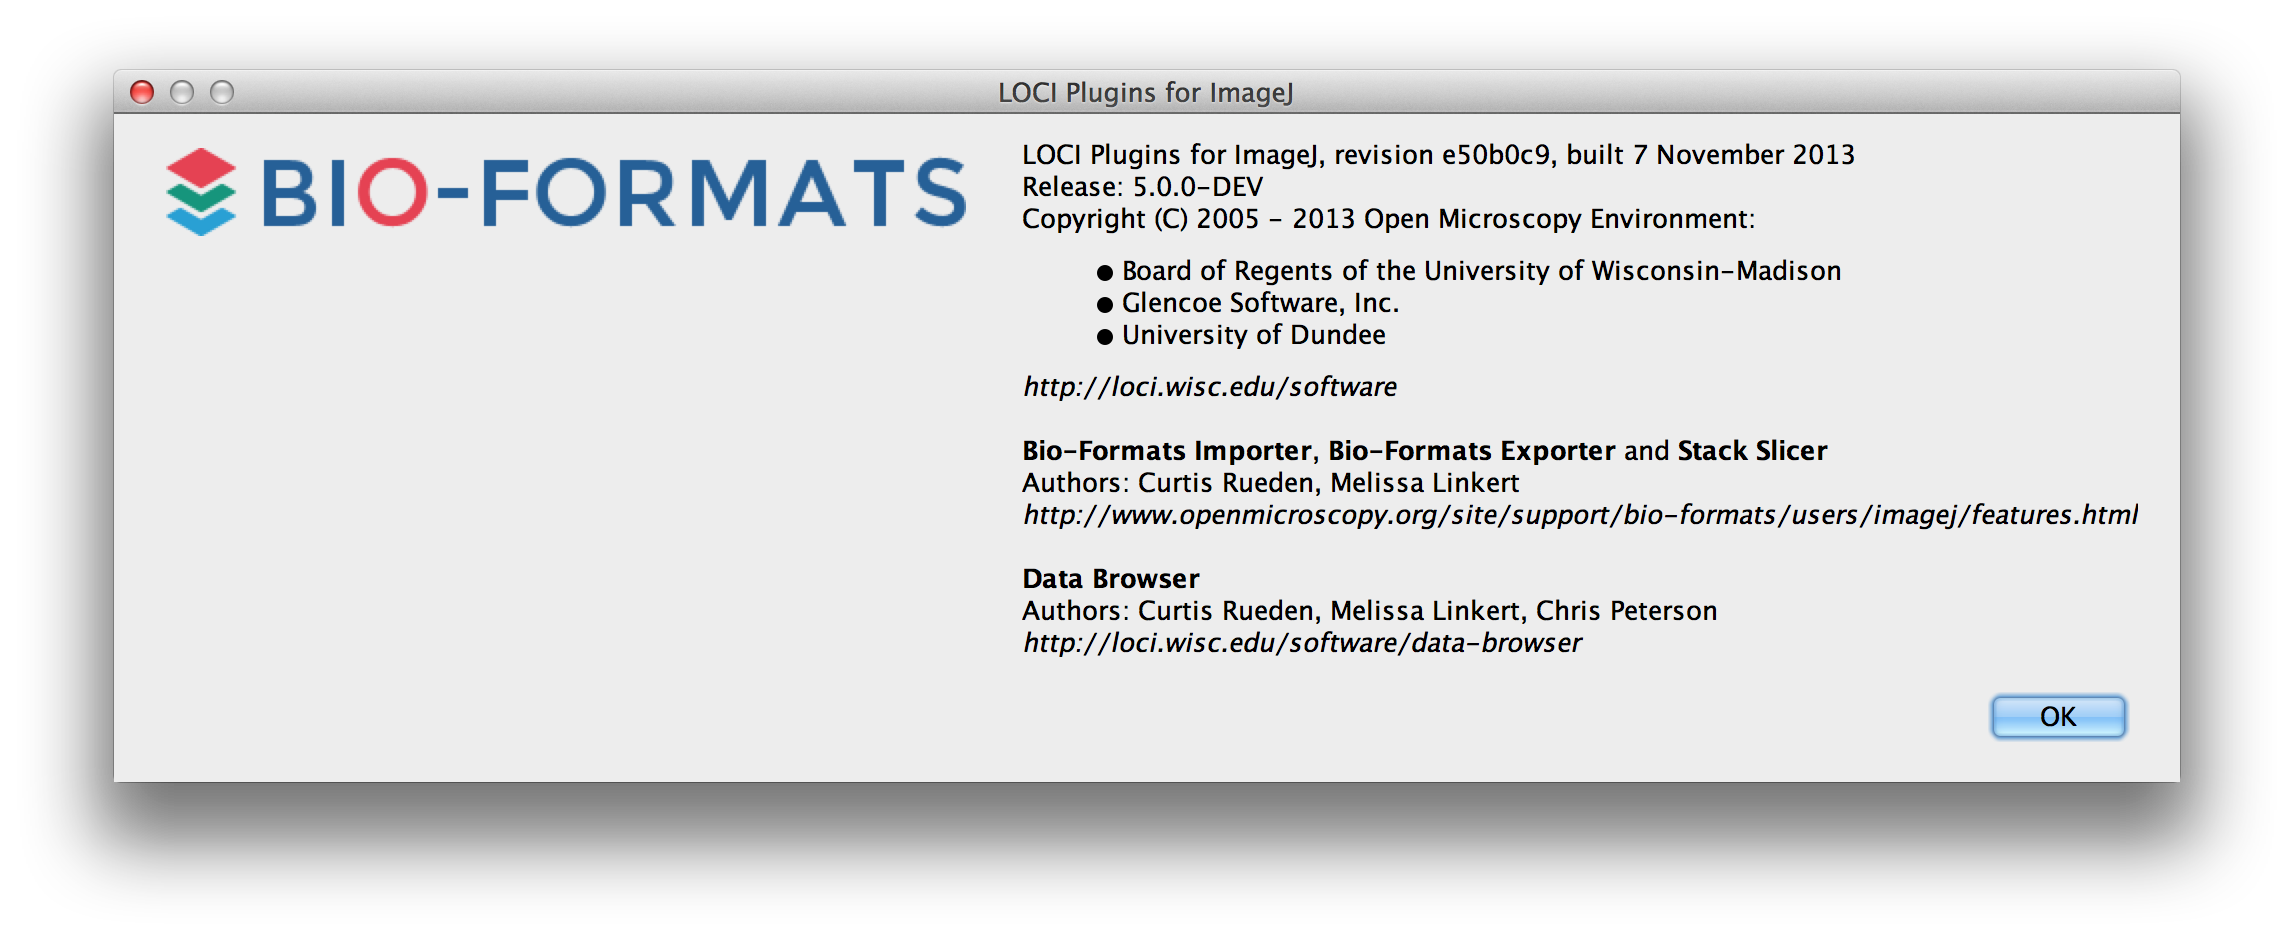 LOCI Plugins for ImageJ
BIO-FORMATS
LOCI Plugins for ImageJ, revision e50b0c9, built 7 November 2013
Release: 5.0.0-DEV
Copyright (C) 2005 - 2013 Open Microscopy Environment:
● Board of Regents of the University of Wisconsin-Madison
● Glencoe Software, Inc.
● University of Dundee
http://loci.wisc.edu/software
Bio-Formats Importer, Bio-Formats Exporter and Stack Slicer
Authors: Curtis Rueden, Melissa Linkert
http://www.openmicroscopy.org/site/support/bio-formats/users/imagej/features.html
Data Browser
Authors: Curtis Rueden, Melissa Linkert, Chris Peterson
http://loci.wisc.edu/software/data-browser
OK